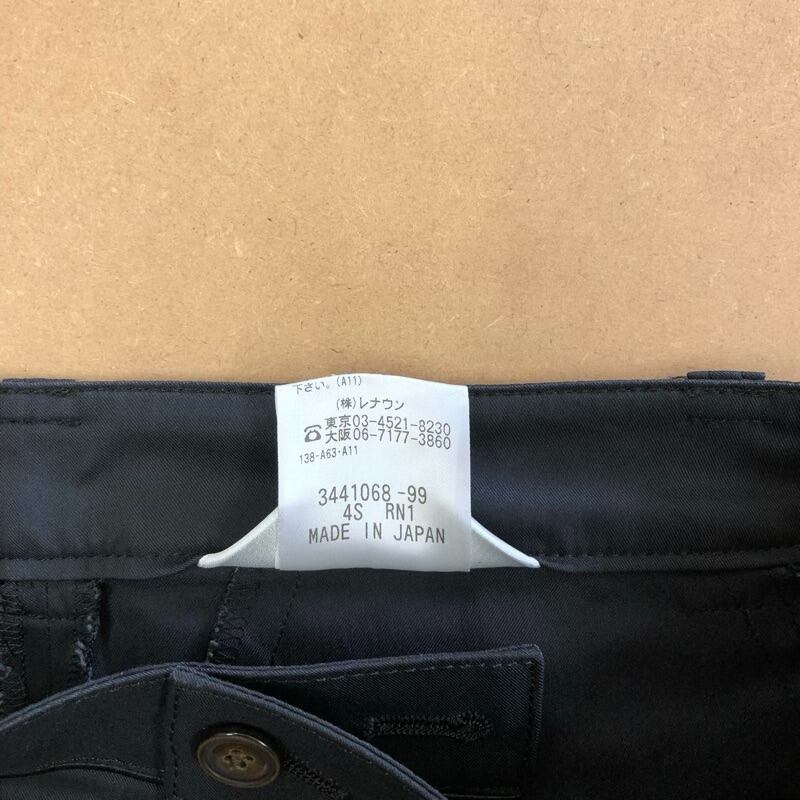 下さい。(A11)
(株)レナウン
☎東京03-4521-8230
大阪06-7177-3860
138-A63-A11
3441068-99
4S RN1
MADE IN JAPAN